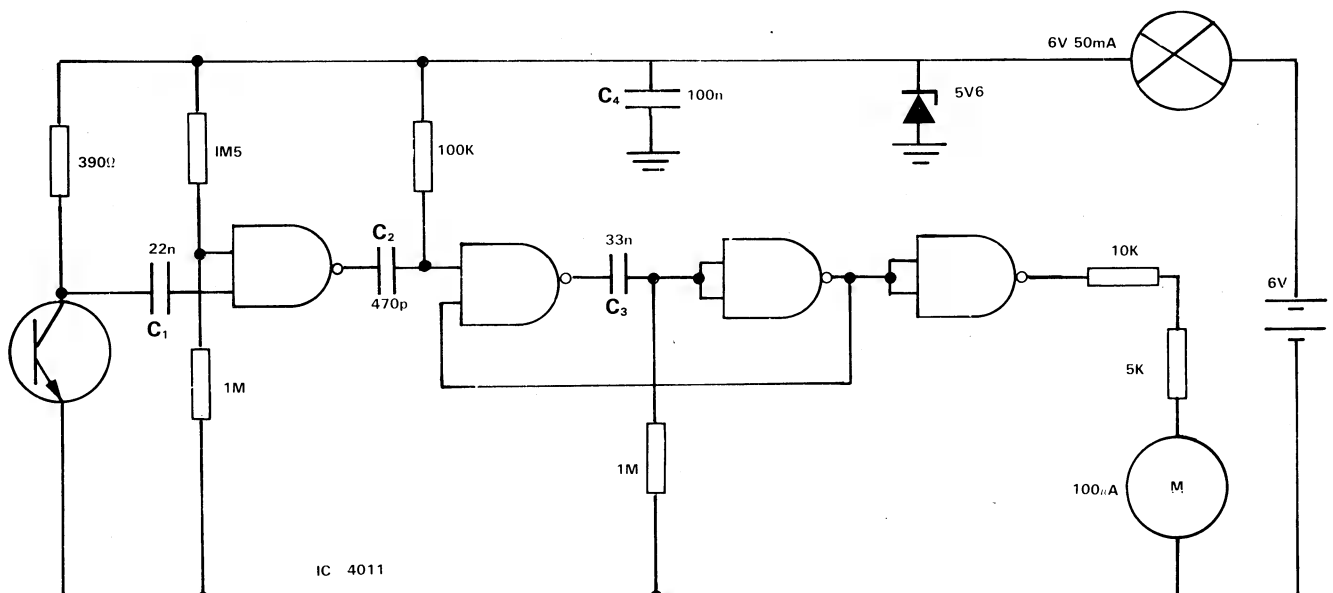 6V 50mA
C4
100n
5V6
390Ω
IM5
100K
22n
C1
C2
470p
33n
C3
10K
6V
1M
5K
1M
100μA
M
IC 4011